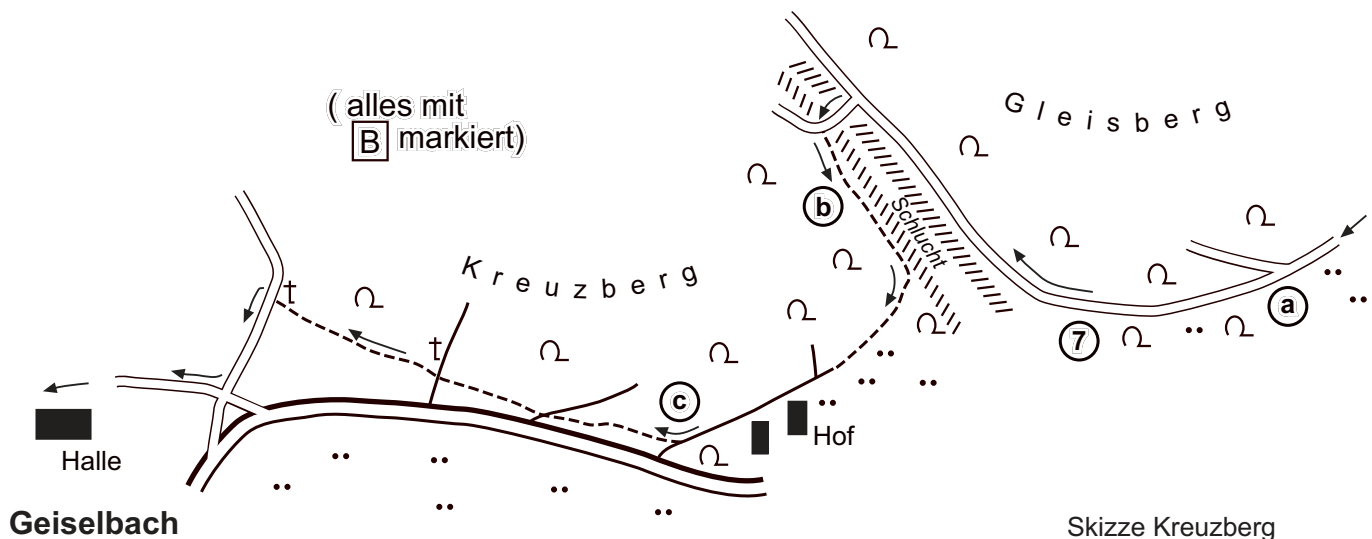 ( alles mit
B markiert)
Gleisberg
b
Schlucht
Kreuzberg
a
7
c
Hof
Halle
Geiselbach
Skizze Kreuzberg